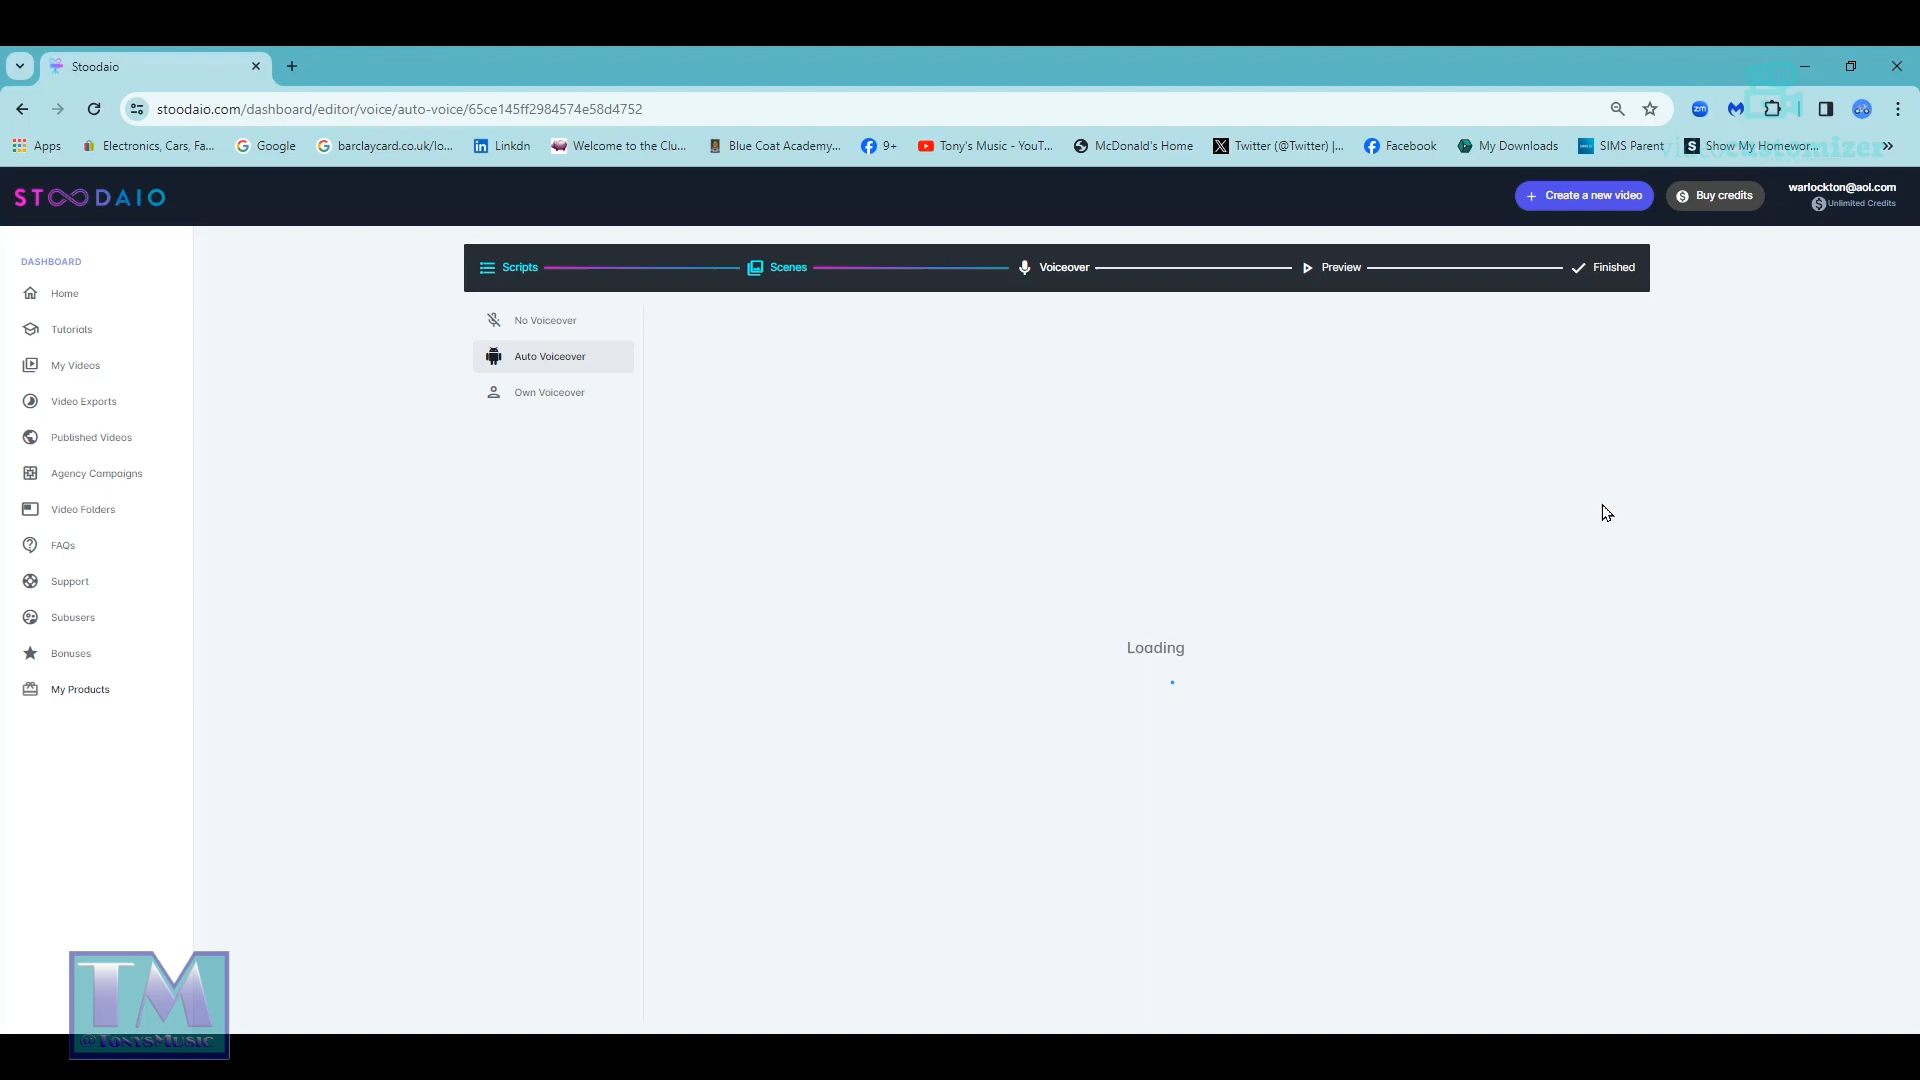 Stoodaio
stoodaio.com/dashboard/editor/voice/auto-voice/65ce145ff2984574e58d4752
zm
Apps
Electronics, Cars, Fa...
Google
barclaycard.co.uk/lo...
Linkdn
Welcome to the Clu...
Blue Coat Academy...
9+
Tony's Music - YouT...
McDonald's Home
Twitter (@Twitter) |...
Facebook
My Downloads
SIMS Parent
Show My Homewor...
videocustomizer
STOODAIO
Create a new video
Buy credits
warlockton@aol.com
Unlimited Credits
Scripts
Scenes
Voiceover
Preview
Finished
DASHBOARD
Home
Tutorials
My Videos
Video Exports
Published Videos
Agency Campaigns
Video Folders
FAQs
Support
Subusers
Bonuses
My Products
No Voiceover
Auto Voiceover
Own Voiceover
Loading
TM
@TonysMusic